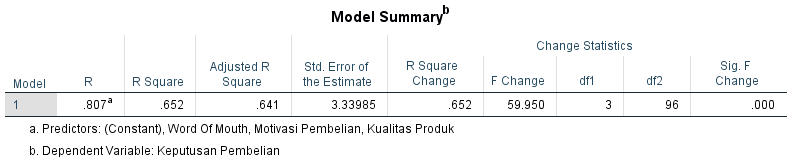 Model Summaryb
Change Statistics
Model R R Square Adjusted R Square Std. Error of the Estimate R Square Change F Change df1 df2 Sig. F Change
1 .807a .652 .641 3.33985 .652 59.950 3 96 .000
a. Predictors: (Constant), Word Of Mouth, Motivasi Pembelian, Kualitas Produk
b. Dependent Variable: Keputusan Pembelian